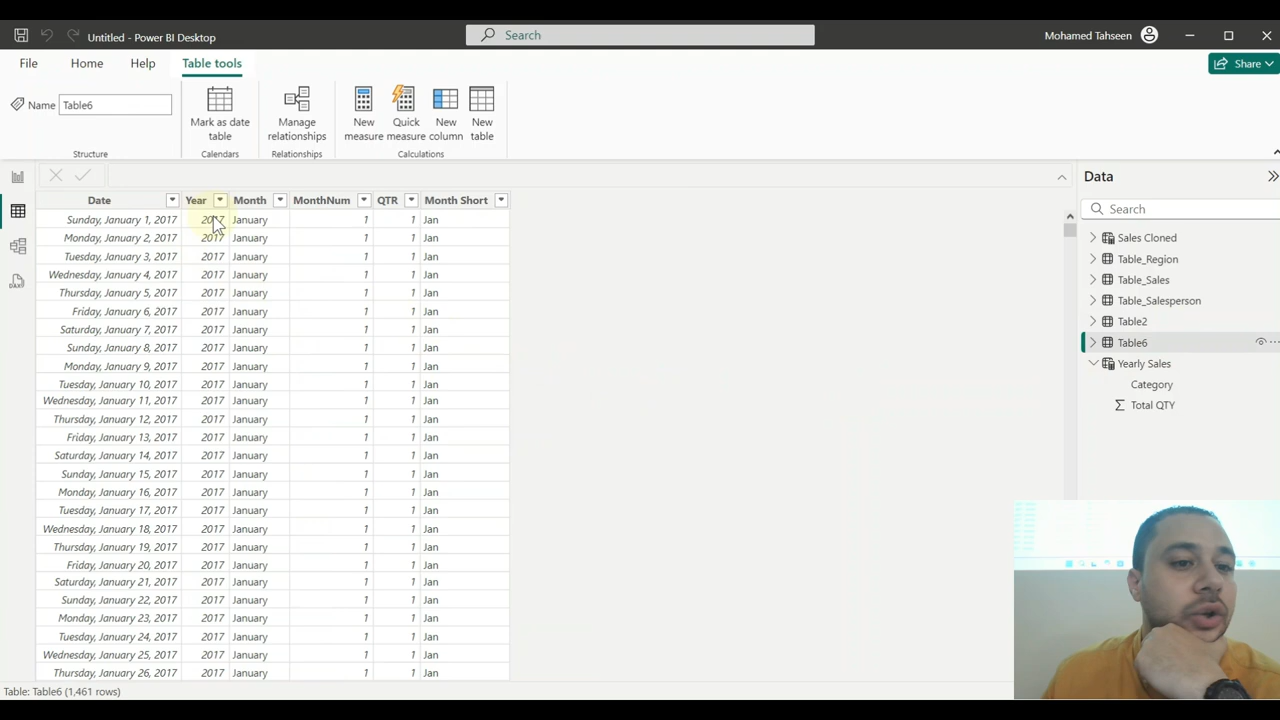 Untitled - Power BI Desktop
Search
Mohamed Tahseen
File
Home
Help
Table tools
Share
Name
Table6
Mark as date
table
Manage
relationships
New
measure
Quick
measure
New
column
New
table
Structure
Calendars
Relationships
Calculations
Date Year Month MonthNum QTR Month Short
Sunday, January 1, 2017 2017 January 1 1 Jan
Monday, January 2, 2017 2017 January 1 1 Jan
Tuesday, January 3, 2017 2017 January 1 1 Jan
Wednesday, January 4, 2017 2017 January 1 1 Jan
Thursday, January 5, 2017 2017 January 1 1 Jan
Friday, January 6, 2017 2017 January 1 1 Jan
Saturday, January 7, 2017 2017 January 1 1 Jan
Sunday, January 8, 2017 2017 January 1 1 Jan
Monday, January 9, 2017 2017 January 1 1 Jan
Tuesday, January 10, 2017 2017 January 1 1 Jan
Wednesday, January 11, 2017 2017 January 1 1 Jan
Thursday, January 12, 2017 2017 January 1 1 Jan
Friday, January 13, 2017 2017 January 1 1 Jan
Saturday, January 14, 2017 2017 January 1 1 Jan
Sunday, January 15, 2017 2017 January 1 1 Jan
Monday, January 16, 2017 2017 January 1 1 Jan
Tuesday, January 17, 2017 2017 January 1 1 Jan
Wednesday, January 18, 2017 2017 January 1 1 Jan
Thursday, January 19, 2017 2017 January 1 1 Jan
Friday, January 20, 2017 2017 January 1 1 Jan
Saturday, January 21, 2017 2017 January 1 1 Jan
Sunday, January 22, 2017 2017 January 1 1 Jan
Monday, January 23, 2017 2017 January 1 1 Jan
Tuesday, January 24, 2017 2017 January 1 1 Jan
Wednesday, January 25, 2017 2017 January 1 1 Jan
Thursday, January 26, 2017 2017 January 1 1 Jan
Table: Table6 (1,461 rows)
Data
Search
Sales Cloned
Table_Region
Table_Sales
Table_Salesperson
Table2
Table6
Yearly Sales
Category
Total QTY